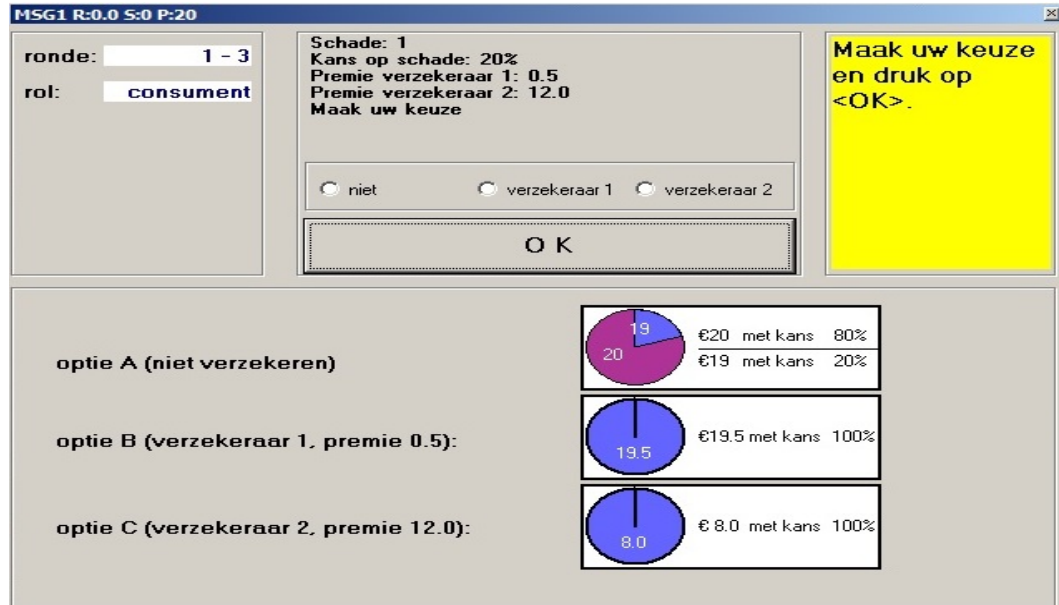 MSG1 R:0.0 S:0 P:20
ronde: 1 - 3
rol: consument
Schade: 1
Kans op schade: 20%
Premie verzekeraar 1: 0.5
Premie verzekeraar 2: 12.0
Maak uw keuze
niet verzekeraar 1 verzekeraar 2
O K
Maak uw keuze
en druk op
<OK>.
optie A (niet verzekeren)
19
20
€20 met kans 80%
€19 met kans 20%
optie B (verzekeraar 1, premie 0.5):
19.5
€19.5 met kans 100%
optie C (verzekeraar 2, premie 12.0):
8.0
€ 8.0 met kans 100%